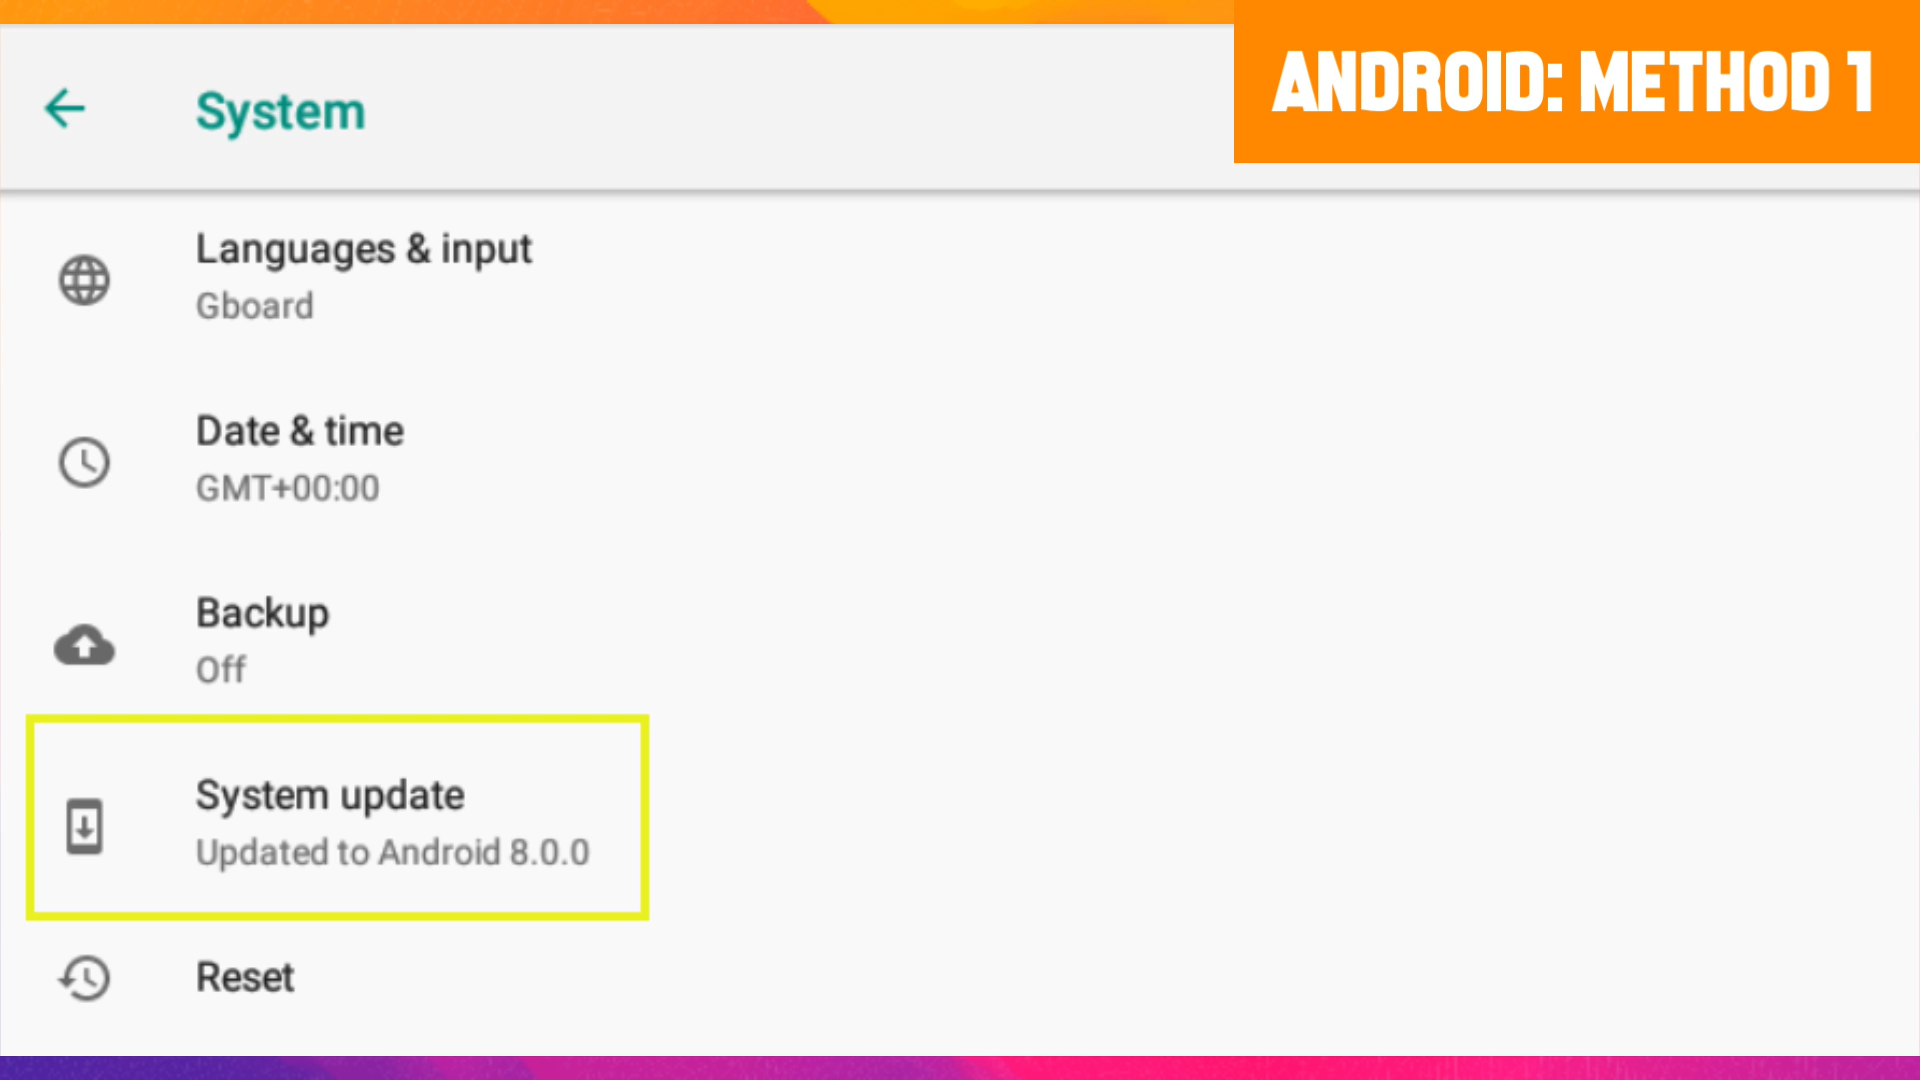 ANDROID: METHOD 1
System
Languages & input
Gboard
Date & time
GMT+00:00
Backup
Off
System update
Updated to Android 8.0.0
Reset